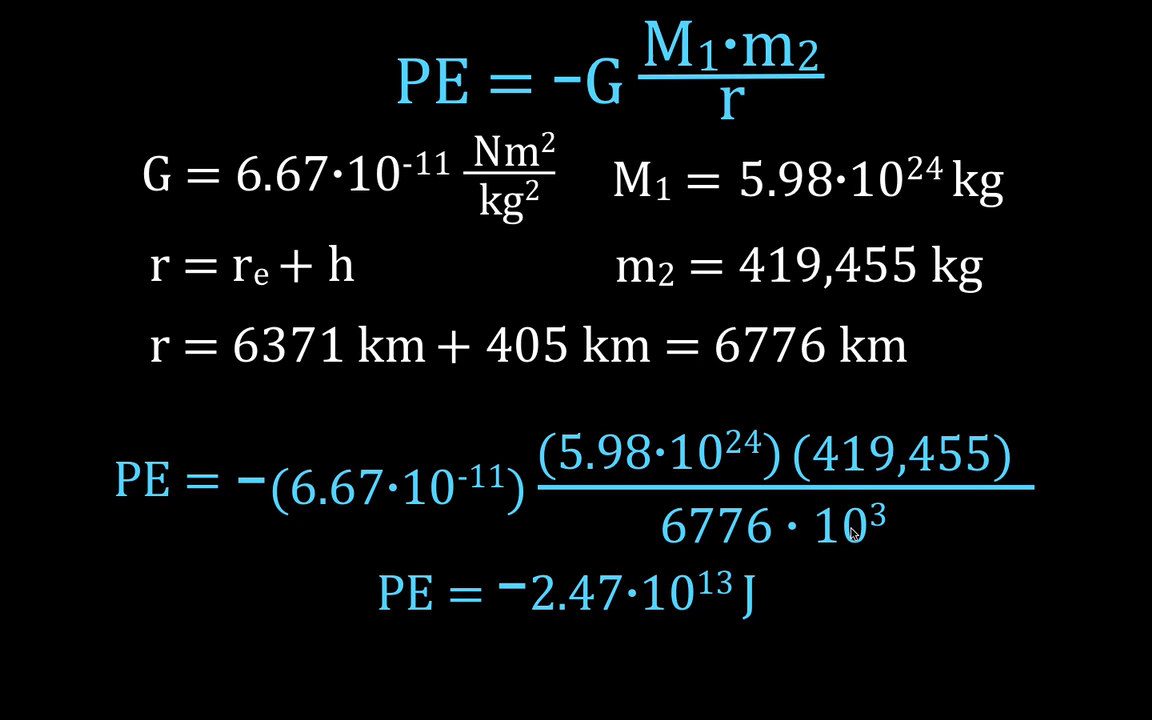 PE = −G M₁·m₂ / r
G = 6.67·10⁻¹¹ Nm² / kg²
M₁ = 5.98·10²⁴ kg
r = rₑ + h
m₂ = 419,455 kg
r = 6371 km + 405 km = 6776 km
PE = −(6.67·10⁻¹¹) (5.98·10²⁴) (419,455) / 6776 · 10³
PE = −2.47·10¹³ J